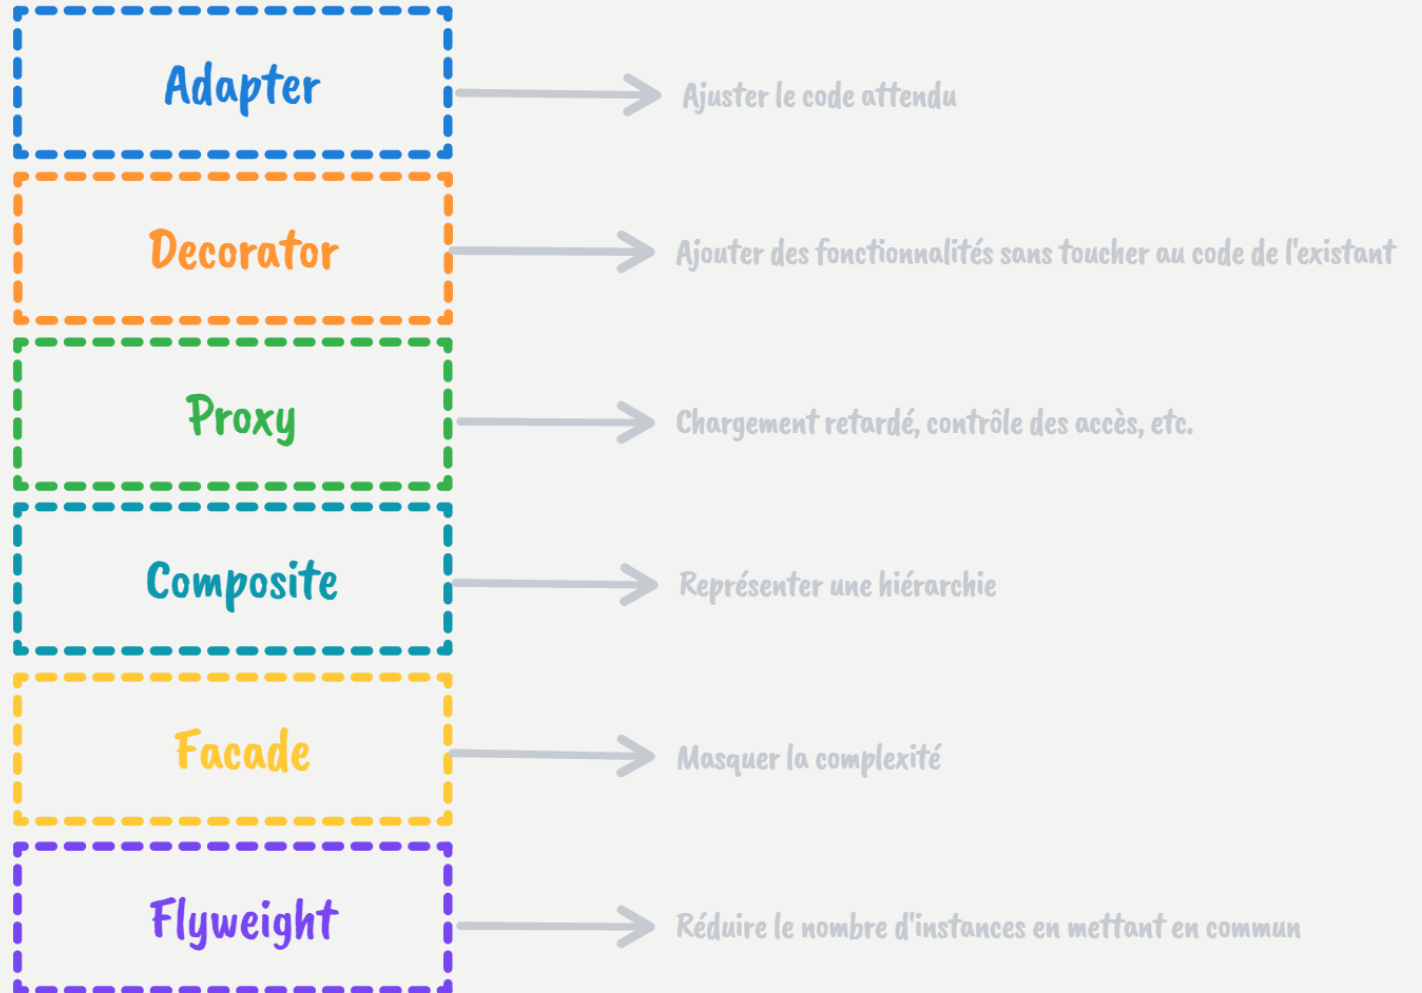 Adapter
Ajuster le code attendu
Decorator
Ajouter des fonctionnalités sans toucher au code de l'existant
Proxy
Chargement retardé, contrôle des accès, etc.
Composite
Représenter une hiérarchie
Facade
Masquer la complexité
Flyweight
Réduire le nombre d'instances en mettant en commun